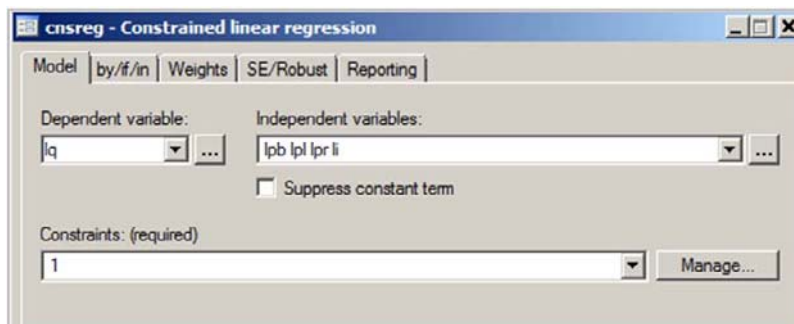 cnsreg - Constrained linear regression
Model by/if/in Weights SE/Robust Reporting
Dependent variable: Independent variables:
lq ... lpb lpl lpr li ...
Suppress constant term
Constraints: (required)
1 Manage...